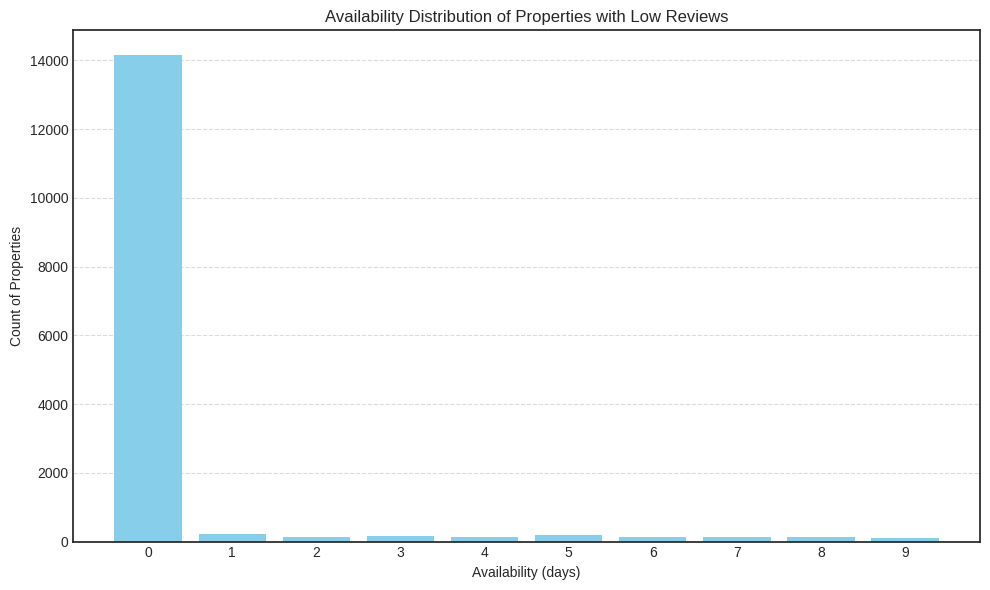 Availability Distribution of Properties with Low Reviews
Count of Properties
14000
12000
10000
8000
6000
4000
2000
0
0 1 2 3 4 5 6 7 8 9
Availability (days)